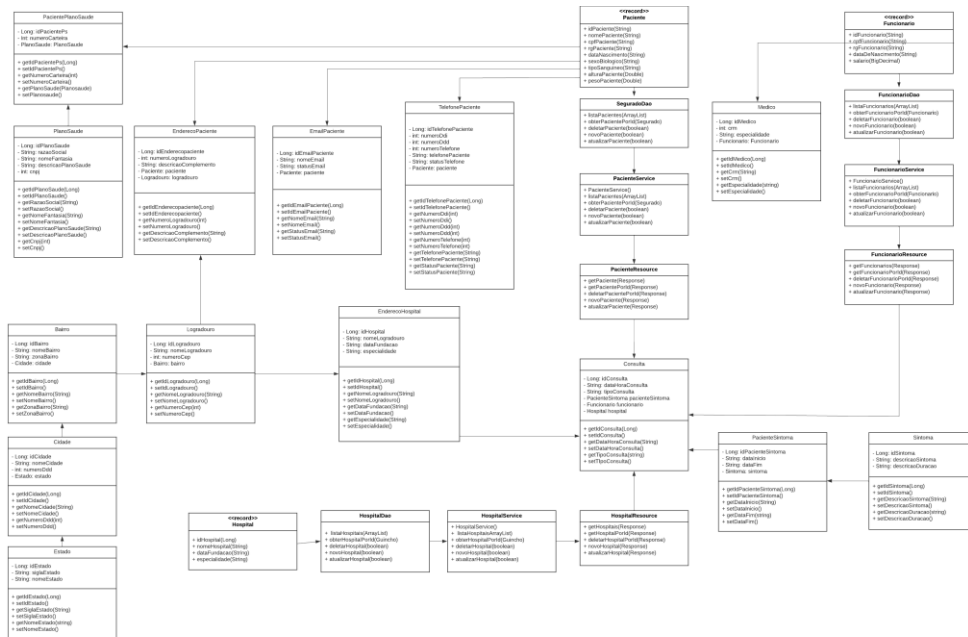 PacientePlanoSaude
- Long: idPacientePs
- Int: numeroCarteira
- PlanoSaude: PlanoSaude
+ getIdPacientePs(Long)
+ setIdPacientePs()
+ getNumeroCarteira(int)
+ setNumeroCarteira()
+ getPlanoSaude(Planosaude)
+ setPlanosaude()
<<record>>
Paciente
+ idPaciente(String)
+ nomePaciente(String)
+ cpfPaciente(String)
+ rgPaciente(String)
+ dataNascimento(String)
+ sexoBiologico(String)
+ tipoSanguineo(String)
+ alturaPaciente(Double)
+ pesoPaciente(Double)
<<record>>
Funcionario
+ idFuncionario(String)
+ cpfFuncionario(String)
+ rgFuncionario(String)
+ dataDeNascimento(String)
+ salario(BigDecimal)
PlanoSaude
- Long: idPlanoSaude
- String: razaoSocial
- String: nomeFantasia
- String: descricaoPlanoSaude
- int: cnpj
+ getIdPlanoSaude(Long)
+ setIdPlanoSaude()
+ getRazaoSocial(String)
+ setRazaoSocial()
+ getNomeFantasia(String)
+ setNomeFantasia()
+ getDescricaoPlanoSaude(String)
+ setDescricaoPlanoSaude()
+ getCnpj(int)
+ setCnpj()
EnderecoPaciente
- Long: idEnderecopaciente
- int: numeroLogradouro
- String: descricaoComplemento
- Paciente: paciente
- Logradouro: logradouro
+ getIdEnderecopaciente(Long)
+ setIdEnderecopaciente()
+ getNumeroLogradouro(int)
+ setNumeroLogradouro()
+ getDescricaoComplemento(String)
+ setDescricaoComplemento()
EmailPaciente
- Long: idEmailPaciente
- String: nomeEmail
- String: statusEmail
- Paciente: paciente
+ getIdEmailPaciente(Long)
+ setIdEmailPaciente()
+ getNomeEmail(String)
+ setNomeEmail()
+ getStatusEmail(String)
+ setStatusEmail()
TelefonePaciente
- Long: idTelefonePaciente
- int: numeroDdi
- int: numeroDdd
- int: numeroTelefone
- String: telefonePaciente
- String: statusTelefone
- Paciente: paciente
+ getIdTelefonePaciente(Long)
+ setIdTelefonePaciente()
+ getNumeroDdi(int)
+ setNumeroDdi()
+ getNumeroDdd(int)
+ setNumeroDdd(int)
+ getNumeroTelefone(int)
+ setNumeroTelefone(int)
+ getTelefonePaciente(String)
+ setTelefonePaciente(String)
+ getStatusPaciente(String)
+ setStatusPaciente(String)
SeguradoDao
+ listaPacientes(ArrayList)
+ obterPacientePorId(Segurado)
+ deletarPaciente(boolean)
+ novoPaciente(boolean)
+ atualizarPaciente(boolean)
PacienteService
+ PacienteService()
+ listaPacientes(ArrayList)
+ obterPacientePorId(Segurado)
+ deletarPaciente(boolean)
+ novoPaciente(boolean)
+ atualizarPaciente(boolean)
PacienteResource
+ getPaciente(Response)
+ getPacientePorId(Response)
+ deletarPacientePorId(Response)
+ novoPaciente(Response)
+ atualizarPaciente(Response)
Medico
- Long: idMedico
- int: crm
- String: especialidade
- Funcionario: Funcionario
+ getIdMedico(Long)
+ setIdMedico()
+ getCrm(String)
+ setCrm()
+ getEspecialidade(string)
+ setEspecialidade()
FuncionarioDao
+ listaFuncionarios(ArrayList)
+ obterFuncionarioPorId(Funcionario)
+ deletarFuncionario(boolean)
+ novoFuncionario(boolean)
+ atualizarFuncionario(boolean)
FuncionarioService
+ FuncionarioService()
+ listaFuncionarios(ArrayList)
+ obterFuncionarioPorId(Funcionario)
+ deletarFuncionario(boolean)
+ novoFuncionario(boolean)
+ atualizarFuncionario(boolean)
FuncionarioResource
+ getFuncionarios(Response)
+ getFuncionarioPorId(Response)
+ deletarFuncionarioPorId(Response)
+ novoFuncionario(Response)
+ atualizarFuncionario(Response)
Bairro
- Long: idBairro
- String: nomeBairro
- String: zonaBairro
- Cidade: cidade
+ getIdBairro(Long)
+ setIdBairro()
+ getNomeBairro(String)
+ setNomeBairro()
+ getZonaBairro(String)
+ setZonaBairro()
Logradouro
- Long: idLogradouro
- String: nomeLogradouro
- int: numeroCep
- Bairro: bairro
+ getIdLogradouro(Long)
+ setIdLogradouro()
+ getNomeLogradouro(String)
+ setNomeLogradouro()
+ getNumeroCep(int)
+ setNumeroCep()
EnderecoHospital
- Long: idHospital
- String: nomeLogradouro
- String: dataFundacao
- String: especialidade
+ getIdHospital(Long)
+ setIdHospital()
+ getNomeLogradouro(String)
+ setNomeLogradouro()
+ getDataFundacao(String)
+ setDataFundacao()
+ getEspecialidade(String)
+ setEspecialidade()
Consulta
- Long: idConsulta
- String: dataHoraConsulta
- String: tipoConsulta
- PacienteSintoma pacienteSintoma
- Funcionario funcionario
- Hospital hospital
+ getIdConsulta(Long)
+ setIdConsulta()
+ getDataHoraConsulta(String)
+ setDataHoraConsulta()
+ getTipoConsulta(String)
+ setTipoConsulta()
Cidade
- Long: idCidade
- String: nomeCidade
- int: numeroDdd
- Estado: estado
+ getIdCidade(Long)
+ setIdCidade()
+ getNomeCidade(String)
+ setNomeCidade()
+ getNumeroDdd(int)
+ setNumeroDdd()
PacienteSintoma
- Long: idPacienteSintoma
- String: dataInicio
- String: dataFim
- Sintoma: sintoma
+ getIdPacienteSintoma(Long)
+ setIdPacienteSintoma()
+ getDataInicio(String)
+ setDataInicio()
+ getDataFim(string)
+ setDataFim()
Sintoma
- Long: idSintoma
- String: descricaoSintoma
- String: descricaoDuracao
+ getIdSintoma(Long)
+ setIdSintoma()
+ getDescricaoSintoma(String)
+ setDescricaoSintoma()
+ getDescricaoDuracao(string)
+ setDescricaoDuracao()
<<record>>
Hospital
+ idHospital(Long)
+ nomeHospital(String)
+ dataFundacao(String)
+ especialidade(String)
HospitalDao
+ listaHospitais(ArrayList)
+ obterHospitalPorId(Guincho)
+ deletarHospital(boolean)
+ novoHospital(boolean)
+ atualizarHospital(boolean)
HospitalService
+ HospitalService()
+ listaHospitaisArrayList)
+ obterHospitalPorId(Guincho)
+ deletarHospital(boolean)
+ novoHospital(boolean)
+ atualizarHospital(boolean)
HospitalResource
+ getHospitais(Response)
+ getHospitalPorId(Response)
+ deletarHospitalPorId(Response)
+ novoHospital(Response)
+ atualizarHospital(Response)
Estado
- Long: idEstado
- String: siglaEstado
- String: nomeEstado
+ getIdEstado(Long)
+ setIdEstado()
+ getSiglaEstado(String)
+ setSiglaEstado()
+ getNomeEstado(string)
+ setNomeEstado()